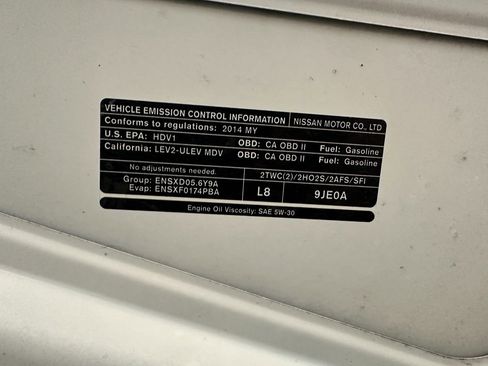 VEHICLE EMISSION CONTROL INFORMATION NISSAN MOTOR CO., LTD
Conforms to regulations: 2014 MY
U.S. EPA: HDV1 OBD: CA OBD II Fuel: Gasoline
California: LEV2-ULEV MDV OBD: CA OBD II Fuel: Gasoline
No adjustments needed. 2TWC(2)/2HO2S/2AFS/SFI
Group: ENSXD05.6Y9A
Evap: ENSXF0174PBA L8 9JE0A
Engine Oil Viscosity: SAE 5W-30